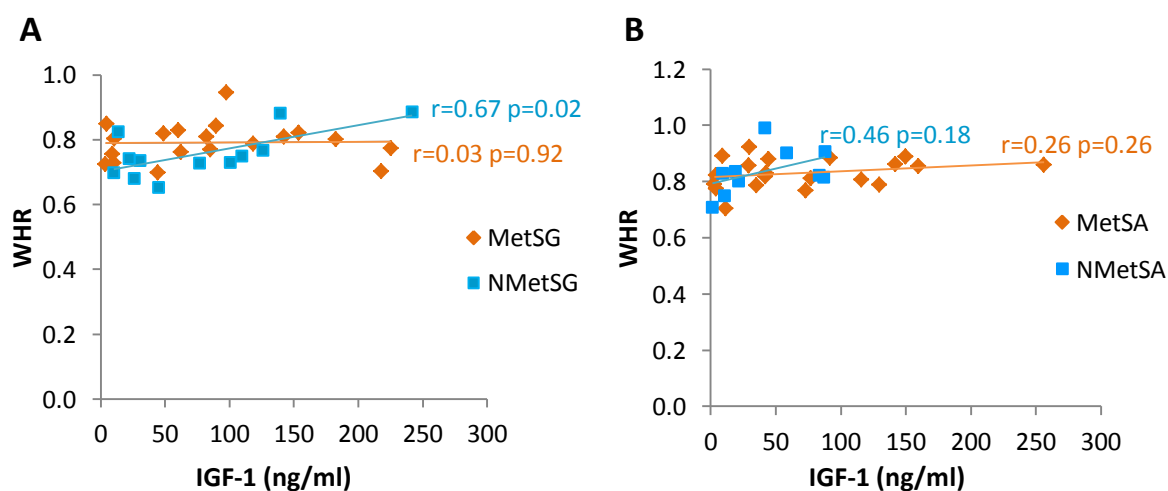 A
WHR
1.0
0.8
0.6
0.4
0.2
0.0
0 50 100 150 200 250 300
IGF-1 (ng/ml)
r=0.67 p=0.02
r=0.03 p=0.92
MetSG
NMetSG
B
WHR
1.2
1.0
0.8
0.6
0.4
0.2
0.0
0 50 100 150 200 250 300
IGF-1 (ng/ml)
r=0.46 p=0.18
r=0.26 p=0.26
MetSA
NMetSA